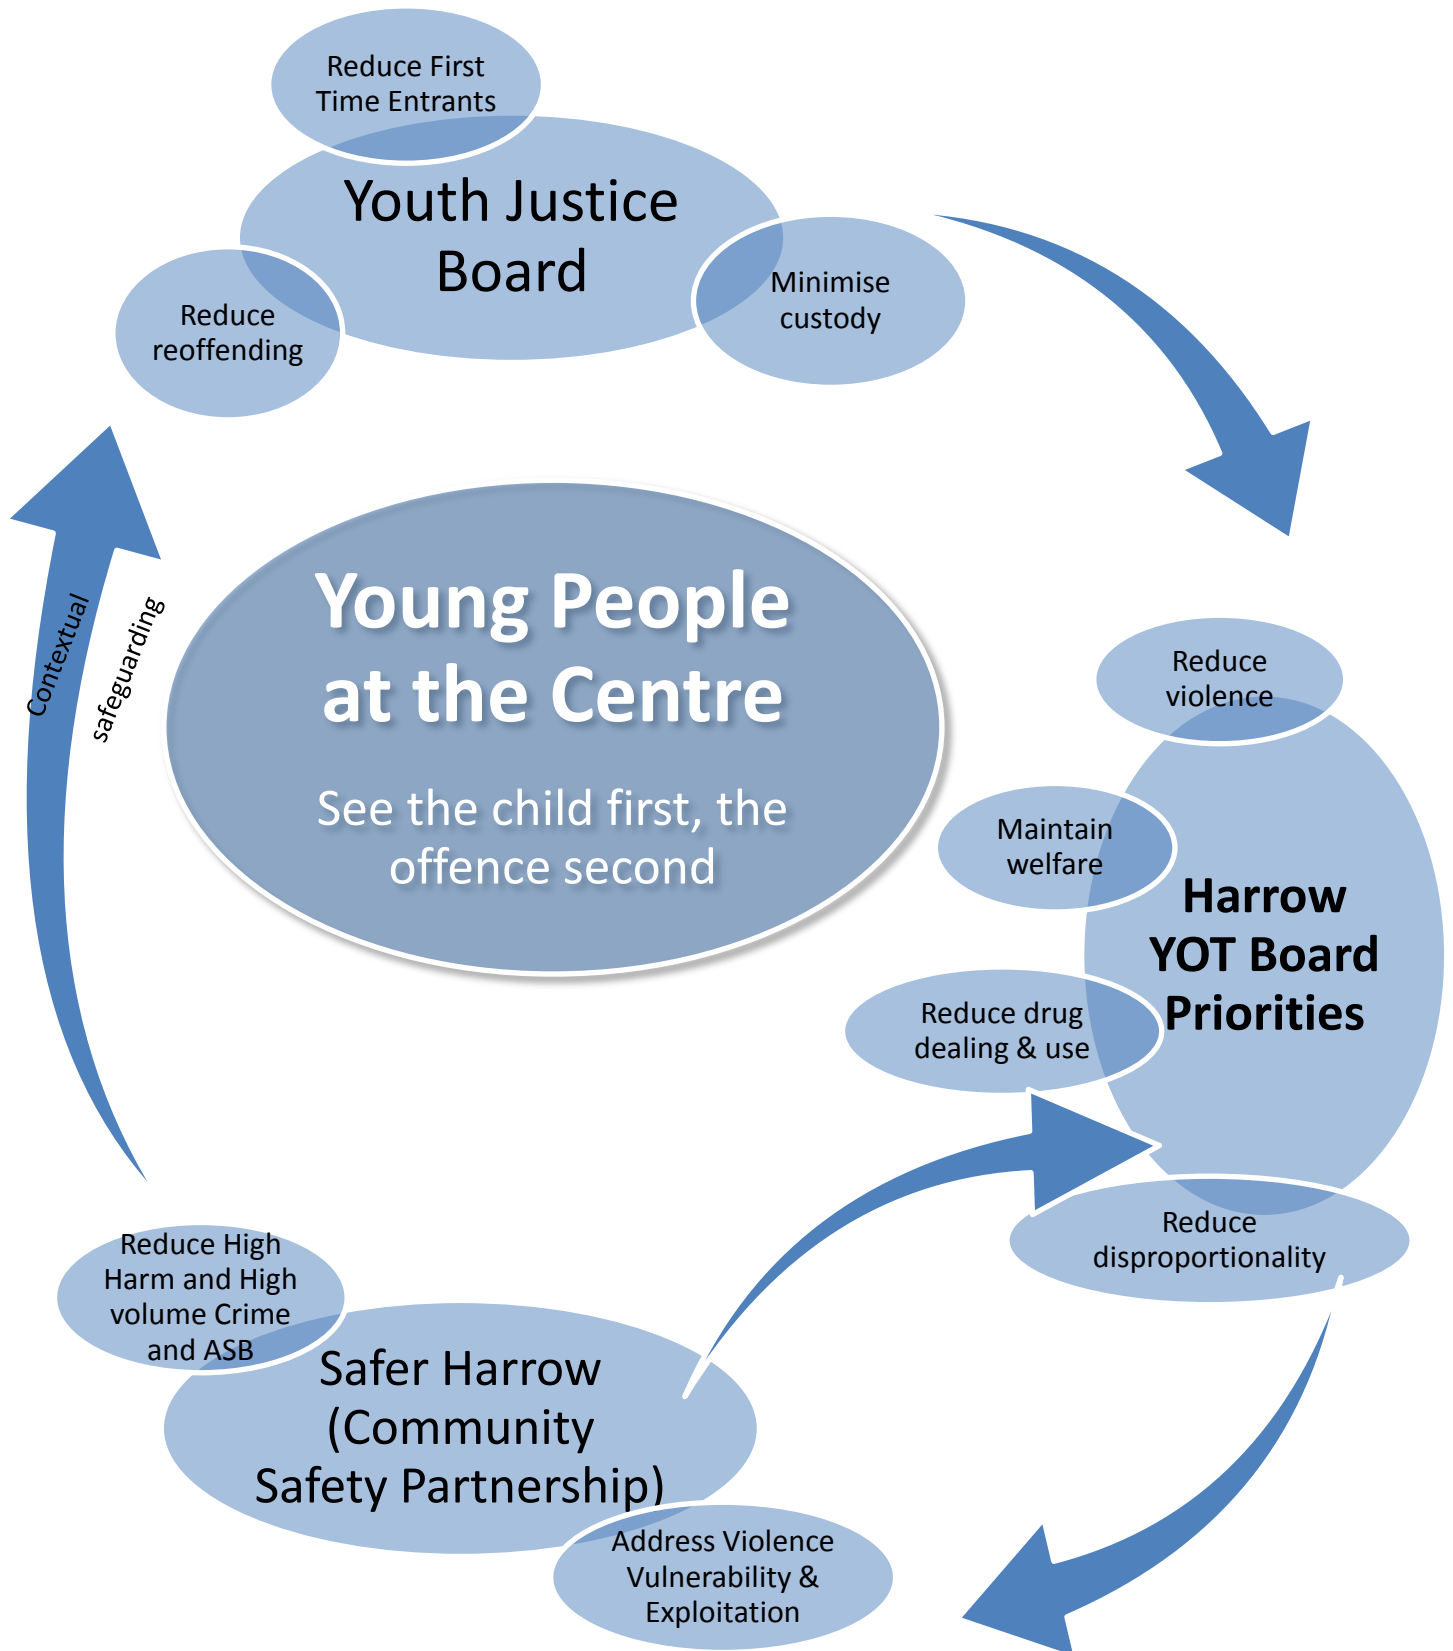 Reduce First
Time Entrants
Youth Justice
Board
Minimise
custody
Reduce
reoffending
Contextual
safeguarding
Young People
at the Centre
See the child first, the
offence second
Reduce
violence
Maintain
welfare
Harrow
YOT Board
Priorities
Reduce drug
dealing & use
Reduce
disproportionality
Reduce High
Harm and High
volume Crime
and ASB
Safer Harrow
(Community
Safety Partnership)
Address Violence
Vulnerability &
Exploitation